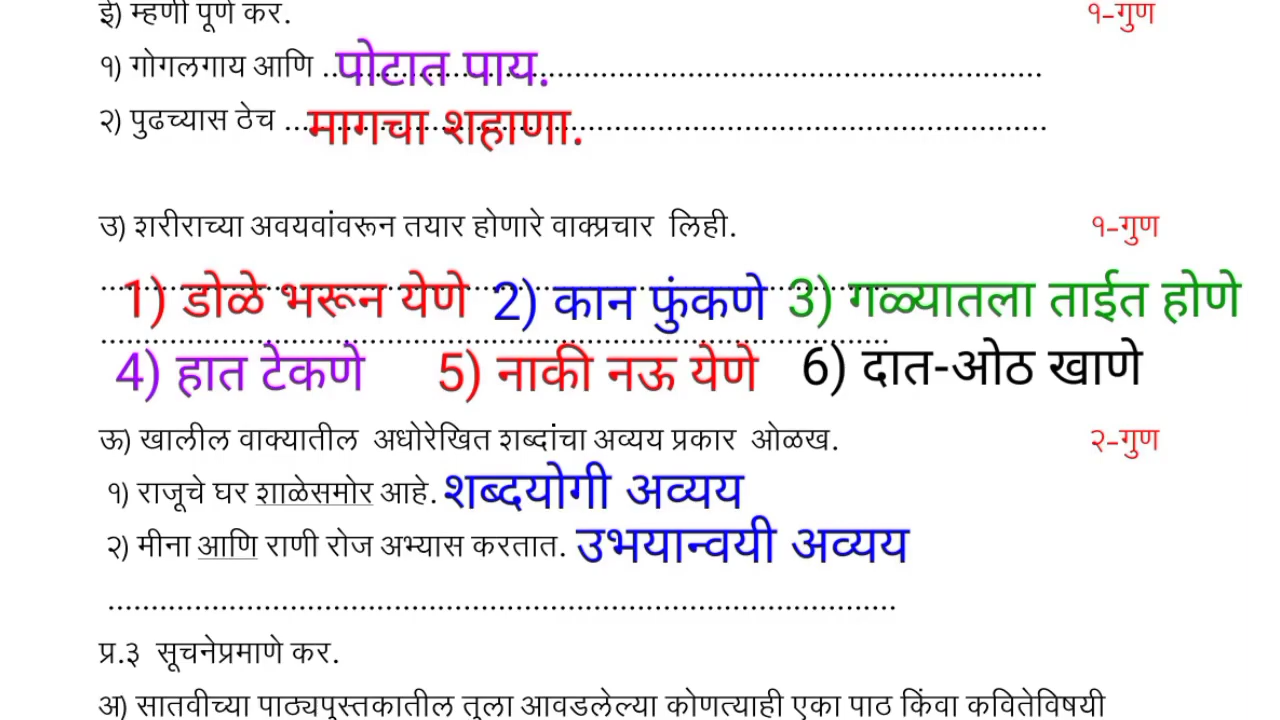 ई) म्हणी पूर्ण कर. १-गुण
१) गोगलगाय आणि ..पोटात पाय...........................................................
२) पुढच्यास ठेच ...मागचा शहाणा.......................................................
उ) शरीराच्या अवयवांवरून तयार होणारे वाक्प्रचार लिही. १-गुण
1) डोळे भरून येणे 2) कान फुंकणे 3) गळ्यातला ताईत होणे
4) हात टेकणे 5) नाकी नऊ येणे 6) दात-ओठ खाणे
ऊ) खालील वाक्यातील अधोरेखित शब्दांचा अव्यय प्रकार ओळख. २-गुण
१) राजूचे घर शाळेसमोर आहे. शब्दयोगी अव्यय
२) मीना आणि राणी रोज अभ्यास करतात. उभयान्वयी अव्यय
..........................................................................................
प्र.३ सूचनेप्रमाणे कर.
अ) सातवीच्या पाठ्यपुस्तकातील तुला आवडलेल्या कोणत्याही एका पाठ किंवा कवितेविषयी